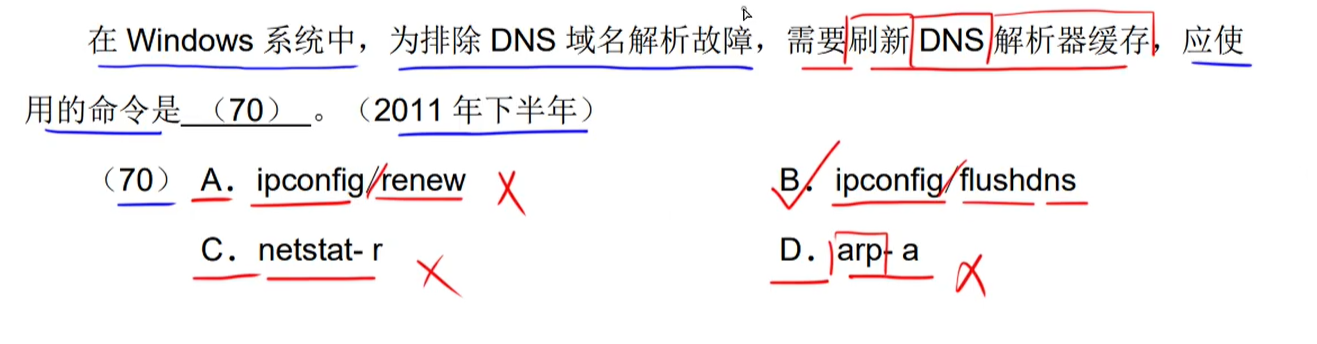 在 Windows 系统中，为排除 DNS 域名解析故障，需要刷新 DNS 解析器缓存，应使
用的命令是（70）。（2011 年下半年）
（70）A．ipconfig/renew B．ipconfig/flushdns
C．netstat- r D．arp- a